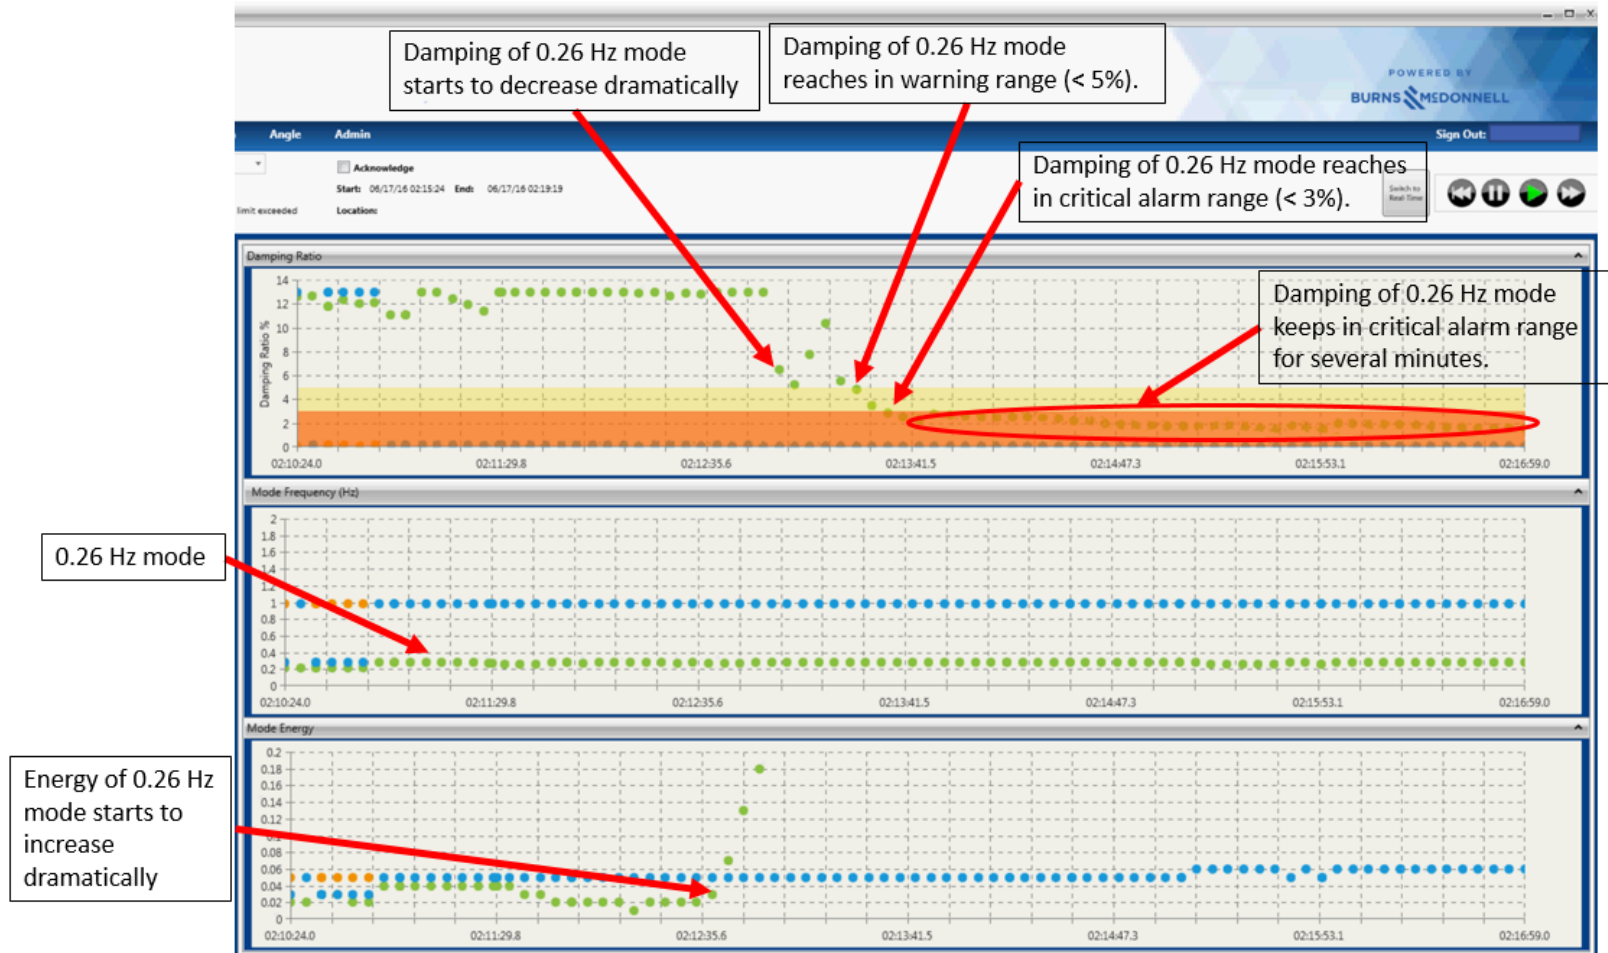 Damping of 0.26 Hz mode
starts to decrease dramatically
Damping of 0.26 Hz mode
reaches in warning range (< 5%).
POWERED BY
BURNS MCDONNELL
Angle
Admin
Sign Out:
Acknowledge
Start: 06/17/16 02:15:24 End: 06/17/16 02:19:19
limit exceeded
Location:
Damping of 0.26 Hz mode reaches
in critical alarm range (< 3%).
Switch to
Real-Time
Damping Ratio
Damping of 0.26 Hz mode
keeps in critical alarm range
for several minutes.
Damping Ratio %
14
12
10
8
6
4
2
0
02:10:24.0 02:11:29.8 02:12:35.6 02:13:41.5 02:14:47.3 02:15:53.1 02:16:59.0
Mode Frequency (Hz)
0.26 Hz mode
2
1.8
1.6
1.4
1.2
1
0.8
0.6
0.4
0.2
0
02:10:24.0 02:11:29.8 02:12:35.6 02:13:41.5 02:14:47.3 02:15:53.1 02:16:59.0
Mode Energy
Energy of 0.26 Hz
mode starts to
increase
dramatically
0.2
0.18
0.16
0.14
0.12
0.1
0.08
0.06
0.04
0.02
0
02:10:24.0 02:11:29.8 02:12:35.6 02:13:41.5 02:14:47.3 02:15:53.1 02:16:59.0